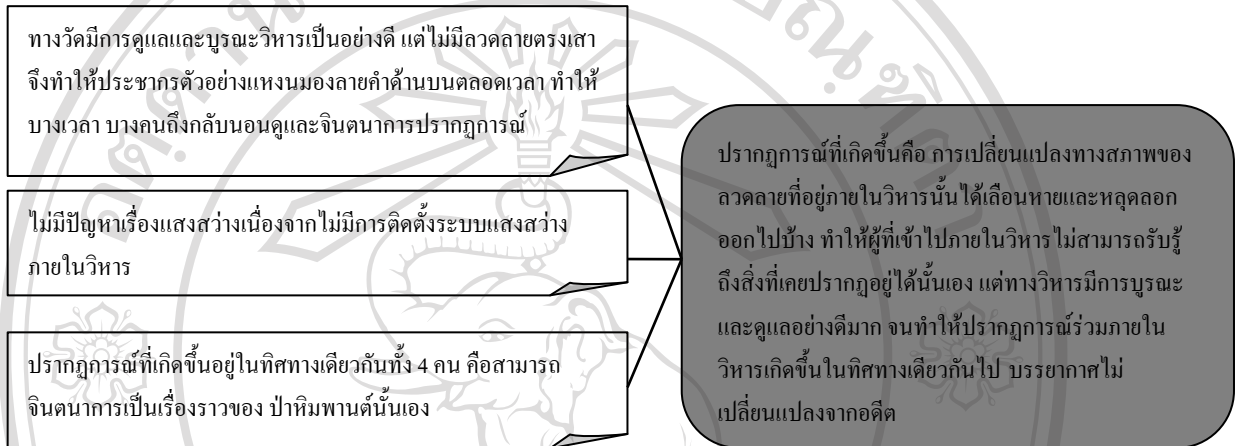 ทางวัดมีการดูแลและบูรณะวิหารเป็นอย่างดี แต่ไม่มีลวดลายตรงเสา
จึงทำให้ประชากรตัวอย่างแหงนมองลายคำด้านบนตลอดเวลา ทำให้
บางเวลา บางคนถึงกลับนอนดูและจินตนาการปรากฏการณ์
ไม่มีปัญหาเรื่องแสงสว่างเนื่องจากไม่มีการติดตั้งระบบแสงสว่าง
ภายในวิหาร
ปรากฏการณ์ที่เกิดขึ้นอยู่ในทิศทางเดียวกันทั้ง 4 คน คือสามารถ
จินตนาการเป็นเรื่องราวของ ป่าหิมพานต์นั้นเอง
ปรากฏการณ์ที่เกิดขึ้นคือ การเปลี่ยนแปลงทางสภาพของ
ลวดลายที่อยู่ภายในวิหารนั้นได้เลือนหายและหลุดลอก
ออกไปบ้าง ทำให้ผู้ที่เข้าไปภายในวิหาร ไม่สามารถรับรู้
ถึงสิ่งที่เคยปรากฏอยู่ได้นั้นเอง แต่ทางวิหารมีการบูรณะ
และดูแลอย่างดีมาก จนทำให้ปรากฏการณ์ร่วมภายใน
วิหารเกิดขึ้นในทิศทางเดียวกันไป บรรยากาศไม่
เปลี่ยนแปลงจากอดีต